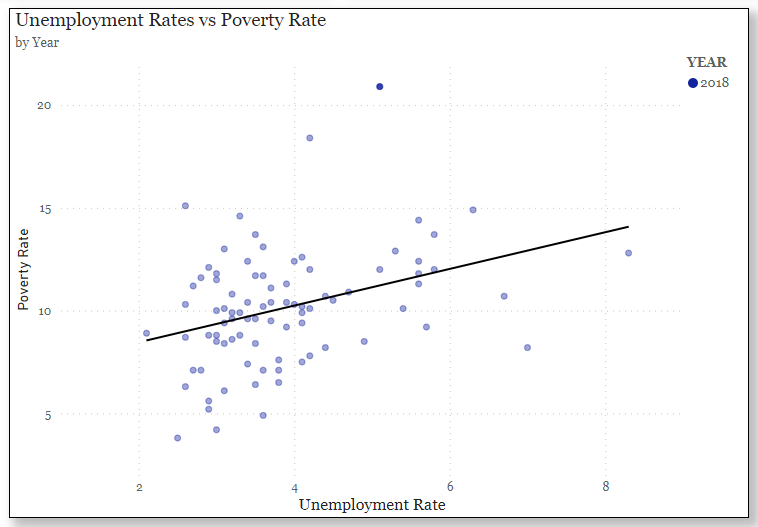 Unemployment Rates vs Poverty Rate
by Year
YEAR
2018
20
15
10
5
Poverty Rate
2 4 6 8
Unemployment Rate